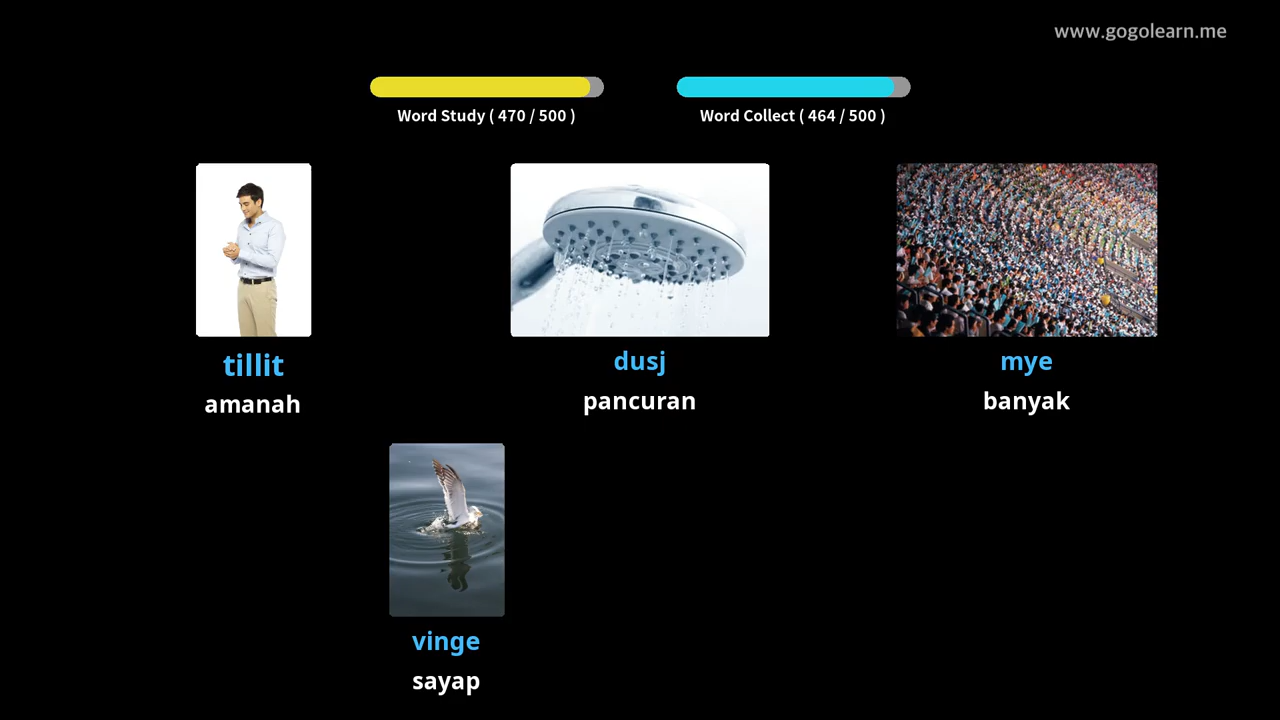 www.gogolearn.me
Word Study ( 470 / 500 )
Word Collect ( 464 / 500 )
tillit
amanah
dusj
pancuran
mye
banyak
vinge
sayap